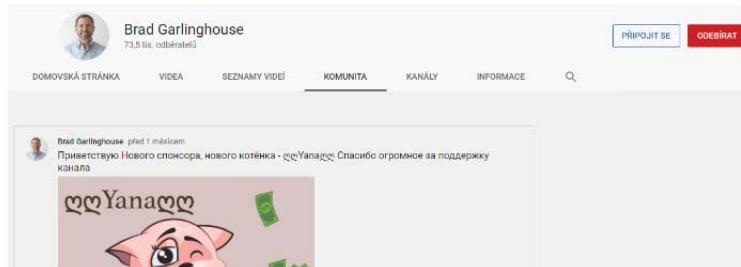 Brad Garlinghouse
73,5 tis. odběratelů
PŘIPOJIT SE
ODEBÍRAT
DOMOVSKÁ STRÁNKA VIDEA SEZNAMY VIDEÍ KOMUNITA KANÁLY INFORMACE
Brad Garlinghouse před 1 měsícem
Приветствую Нового спонсора, нового котёнка - ღღYanaღღ Спасибо огромное за поддержку
канала
ღღYanaღღ